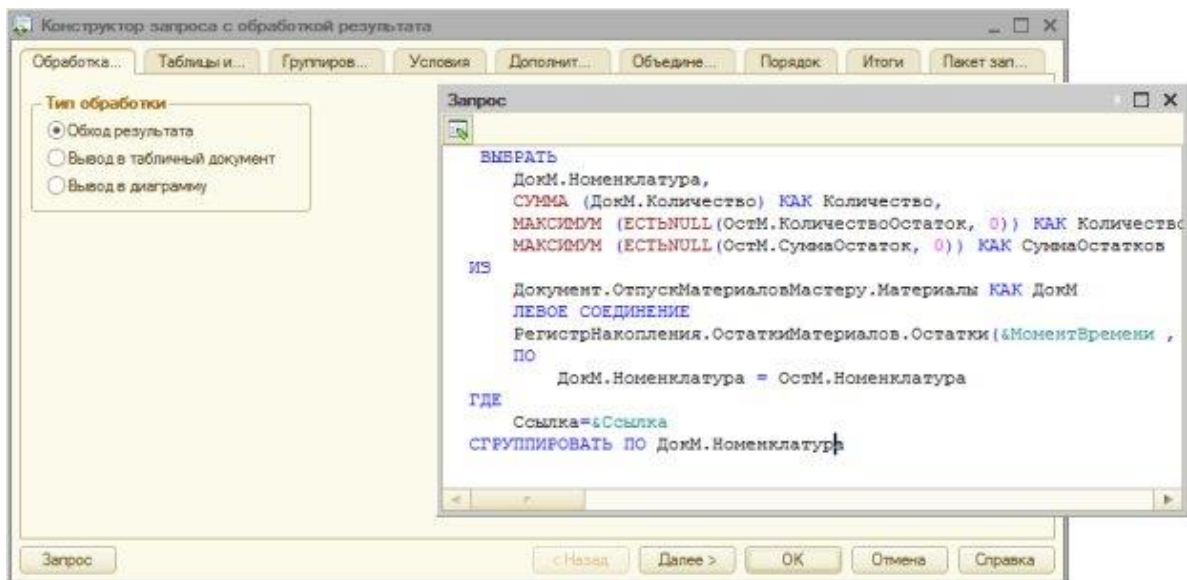 Конструктор запроса с обработкой результата
Обработка... Таблицы и... Группиров... Условия Дополнит... Объедине... Порядок Итоги Пакет зап...
Тип обработки
Обход результата
Вывод в табличный документ
Вывод в диаграмму
Запрос
ВЫБРАТЬ
ДокМ.Номенклатура,
СУММА (ДокМ.Количество) КАК Количество,
МАКСИМУМ (ЕСТЬNULL(ОстМ.КоличествоОстаток, 0)) КАК Количество
МАКСИМУМ (ЕСТЬNULL(ОстМ.СуммаОстаток, 0)) КАК СуммаОстатков
ИЗ
Документ.ОтпускМатериаловМастеру.Материалы КАК ДокМ
ЛЕВОЕ СОЕДИНЕНИЕ
РегистрНакопления.ОстаткиМатериалов.Остатки(&МоментВремени ,
ПО
ДокМ.Номенклатура = ОстМ.Номенклатура
ГДЕ
Ссылка=&Ссылка
СГРУППИРОВАТЬ ПО ДокМ.Номенклатура
Запрос < Назад Далее > OK Отмена Справка